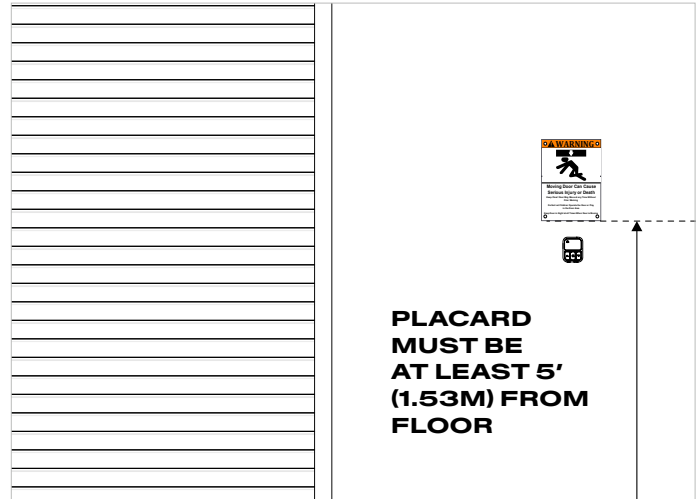 WARNING
Moving Door Can Cause
Serious Injury or Death
PLACARD
MUST BE
AT LEAST 5'
(1.53M) FROM
FLOOR